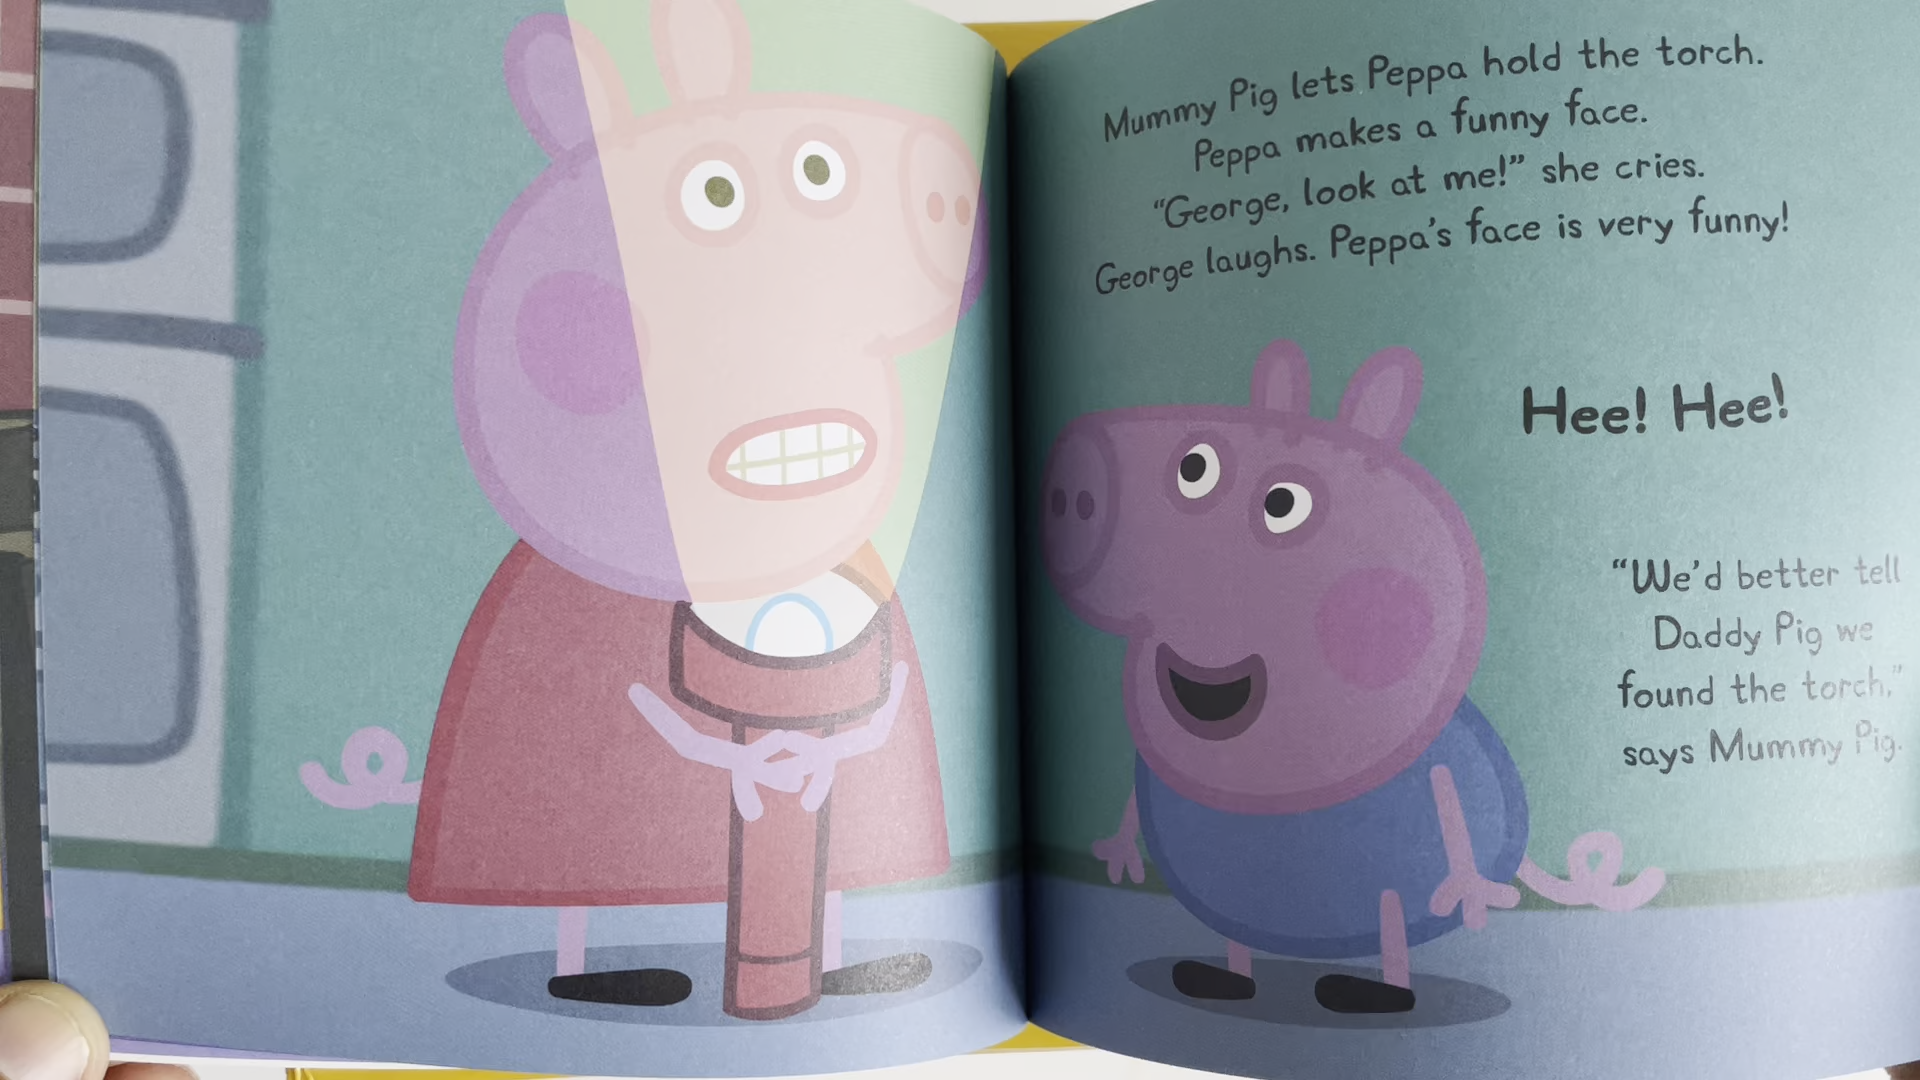 Mummy Pig lets Peppa hold the torch.
Peppa makes a funny face.
“George, look at me!” she cries.
George laughs. Peppa’s face is very funny!
Hee! Hee!
“We’d better tell
Daddy Pig we
found the torch,”
says Mummy Pig.